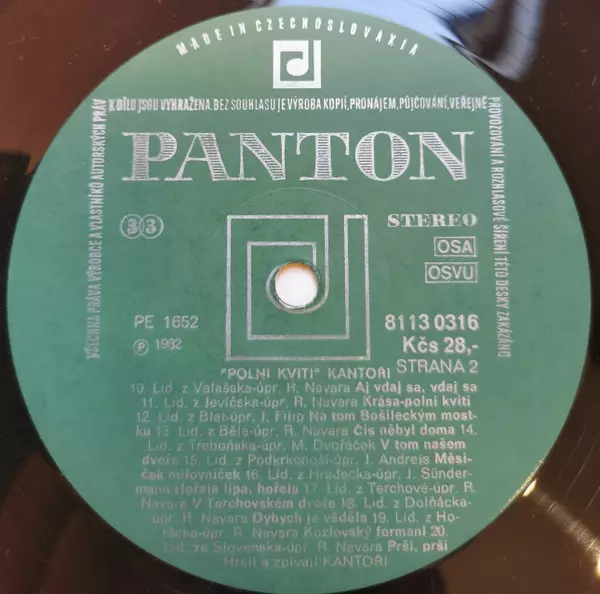 MADE IN CZECHOSLOVAKIA
VŠECHNA PRÁVA VÝROBCE A VLASTNÍKŮ AUTORSKÝCH PRÁV
K DÍLU JSOU VYHRAŽENA. BEZ SOUHLASU JE VÝROBA KOPIÍ, PRONÁJEM, PŮJČOVÁNÍ, VEŘEJNÉ
PROVOZOVÁNÍ A ROZHLASOVÉ ŠÍŘENÍ TÉTO DESKY ZAKÁZÁNO
PANTON
33
STEREO
OSA
OSVU
PE 1652
8113 0316
℗ 1982
Kčs 28,-
"POLNI KVITI" KANTOŘI STRANA 2
10. Lid. z Valašska-úpr. R. Navara Aj vdaj sa, vdaj sa
11. Lid. z Jevíčska-úpr. R. Navara Krása-polní kvítí
12. Lid. z Blat-úpr. J. Filip Na tom Bošileckým most-
ku 13. Lid. z Bělé-úpr. R. Navara Čís nébyl doma 14.
Lid. z Třeboňska-úpr. M. Dvořáček V tom našem
dvoře 15. Lid. z Podkrkonoší-úpr. J. Andreis Měsí-
ček milovníček 16. Lid. z Hradecka-úpr. J. Sünder-
mann Hořela lípa, hořela 17. Lid. z Terchové-úpr. R.
Navara V Terchovském dvoře 18. Lid. z Dolňácka-
úpr. R. Navara Dybych ja věděla 19. Lid. z Ho-
rácka-úpr. R. Navara Kozlovský formani 20.
Lid. ze Slovenska-úpr. R. Navara Prší, prší
Hrají a zpívají KANTOŘI